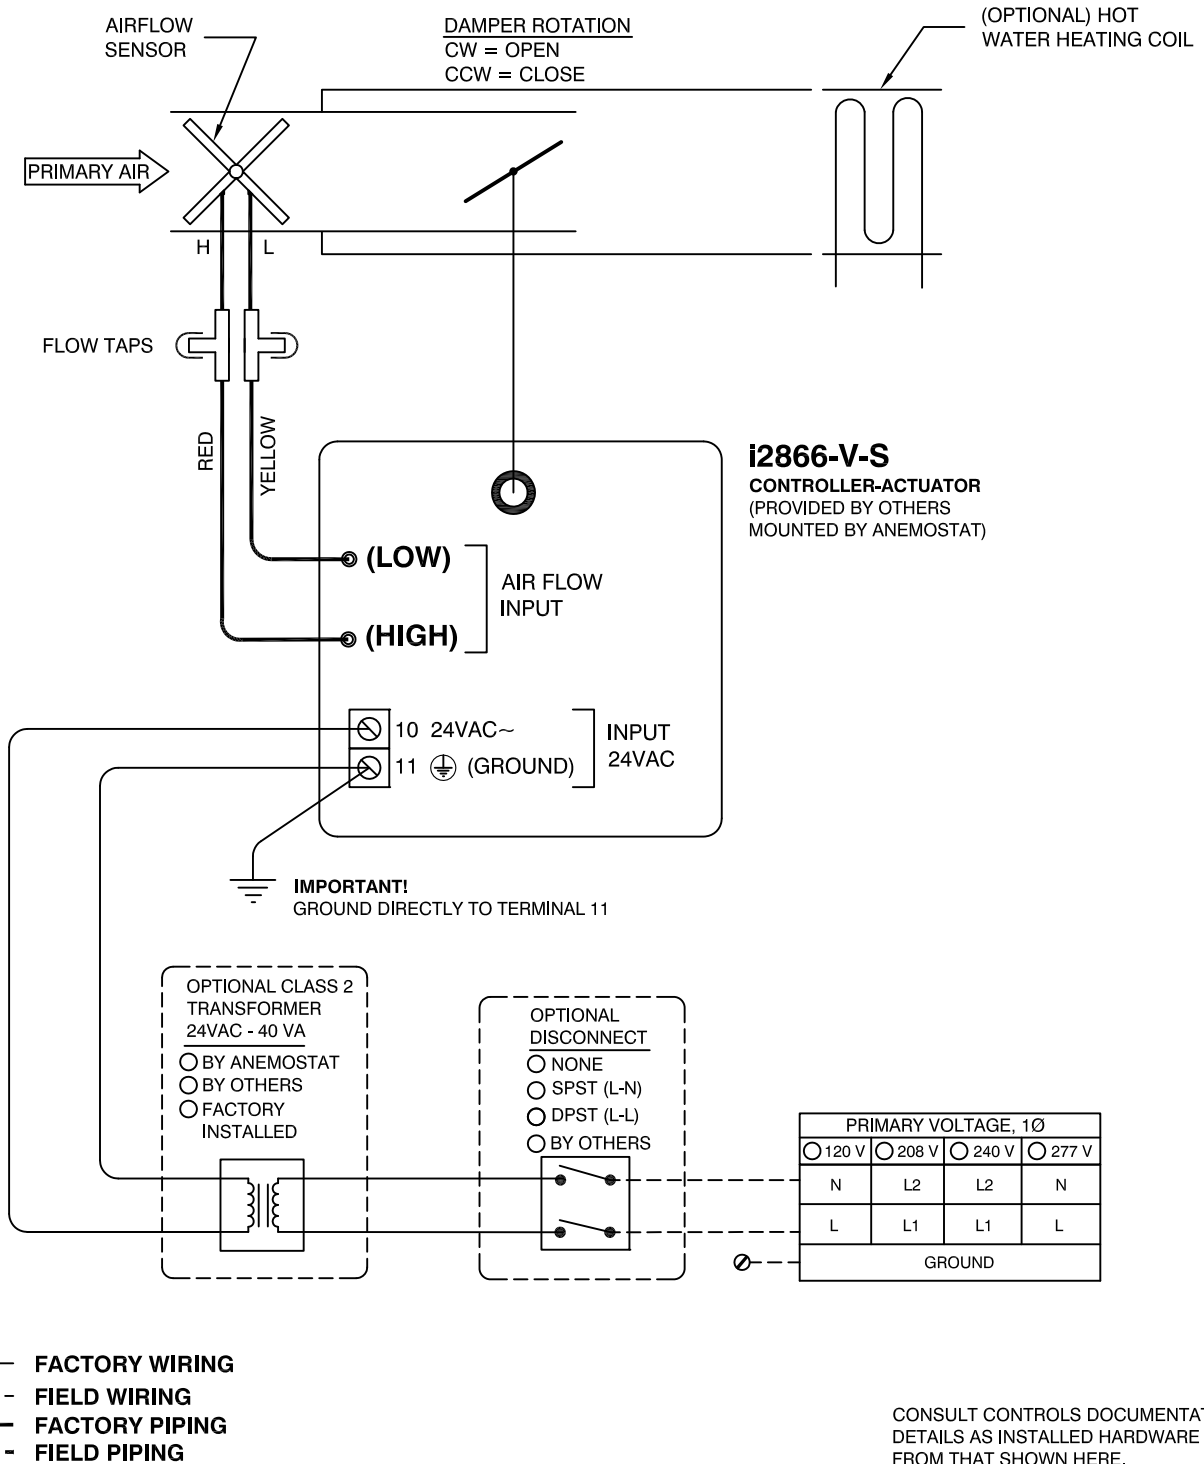 AIRFLOW
SENSOR
DAMPER ROTATION
CW = OPEN
CCW = CLOSE
(OPTIONAL) HOT
WATER HEATING COIL
PRIMARY AIR
H
L
FLOW TAPS
RED
YELLOW
i2866-V-S
CONTROLLER-ACTUATOR
(PROVIDED BY OTHERS
MOUNTED BY ANEMOSTAT)
(LOW)
AIR FLOW
INPUT
(HIGH)
10 24VAC~
11 (GROUND)
INPUT
24VAC
IMPORTANT!
GROUND DIRECTLY TO TERMINAL 11
OPTIONAL CLASS 2
TRANSFORMER
24VAC - 40 VA
BY ANEMOSTAT
BY OTHERS
FACTORY
INSTALLED
OPTIONAL
DISCONNECT
NONE
SPST (L-N)
DPST (L-L)
BY OTHERS
PRIMARY VOLTAGE, 1Ø
120 V 208 V 240 V 277 V
N L2 L2 N
L L1 L1 L
GROUND
FACTORY WIRING
FIELD WIRING
FACTORY PIPING
FIELD PIPING
CONSULT CONTROLS DOCUMENTAT
DETAILS AS INSTALLED HARDWARE
FROM THAT SHOWN HERE.